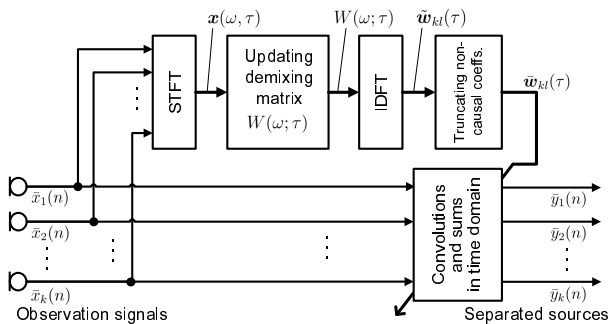 𝒙(ω, τ)
W(ω; τ)
𝒘̃ₖₗ(τ)
STFT
Updating
demixing
matrix
W(ω; τ)
IDFT
Truncating non-
causal coeffs.
𝒘̄ₖₗ(τ)
x̄₁(n)
x̄₂(n)
x̄ₖ(n)
Convolutions
and sums
in time domain
ȳ₁(n)
ȳ₂(n)
ȳₖ(n)
Observation signals
Separated sources